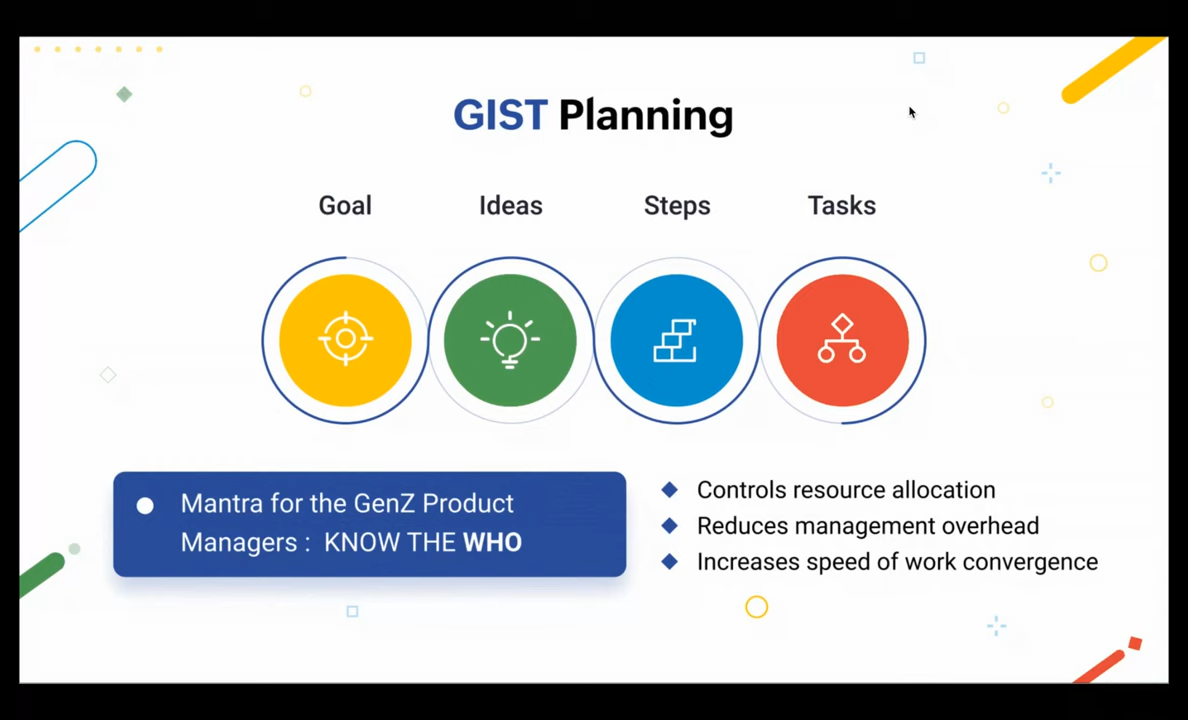 GIST Planning
Goal
Ideas
Steps
Tasks
Mantra for the GenZ Product
Managers : KNOW THE WHO
Controls resource allocation
Reduces management overhead
Increases speed of work convergence